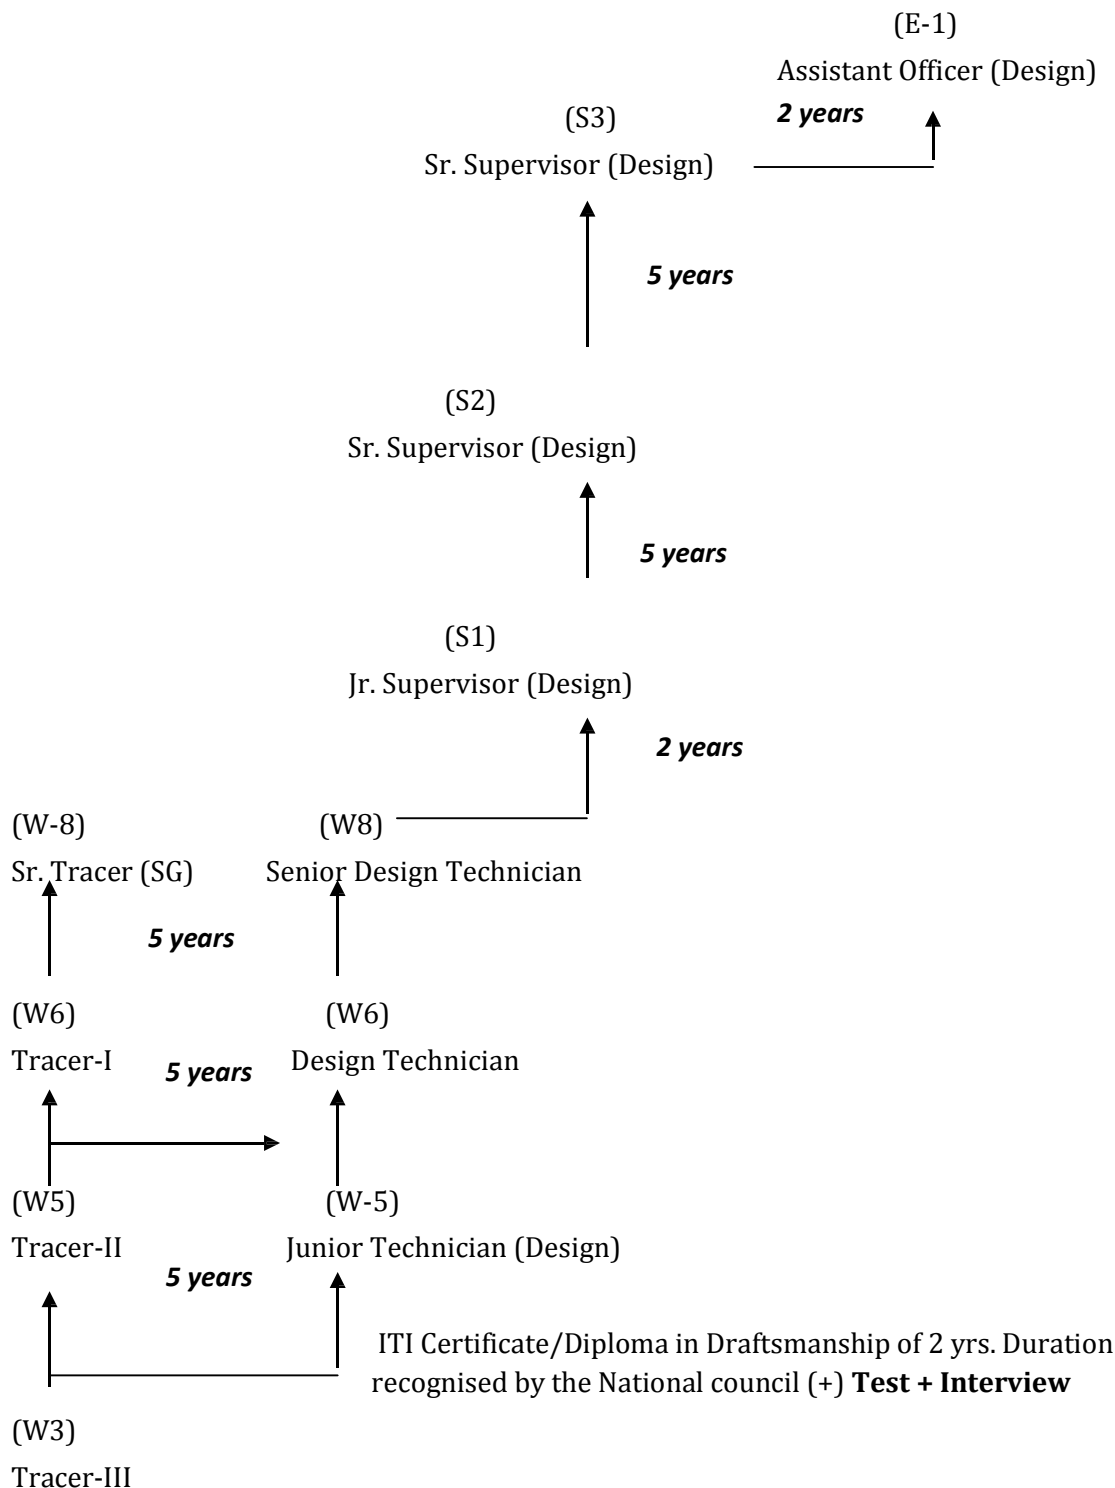 (E-1)
Assistant Officer (Design)
2 years
(S3)
Sr. Supervisor (Design)
5 years
(S2)
Sr. Supervisor (Design)
5 years
(S1)
Jr. Supervisor (Design)
2 years
(W-8) (W8)
Sr. Tracer (SG) Senior Design Technician
5 years
(W6) (W6)
Tracer-I 5 years Design Technician
(W5) (W-5)
Tracer-II Junior Technician (Design)
5 years
ITI Certificate/Diploma in Draftsmanship of 2 yrs. Duration
recognised by the National council (+) Test + Interview
(W3)
Tracer-III